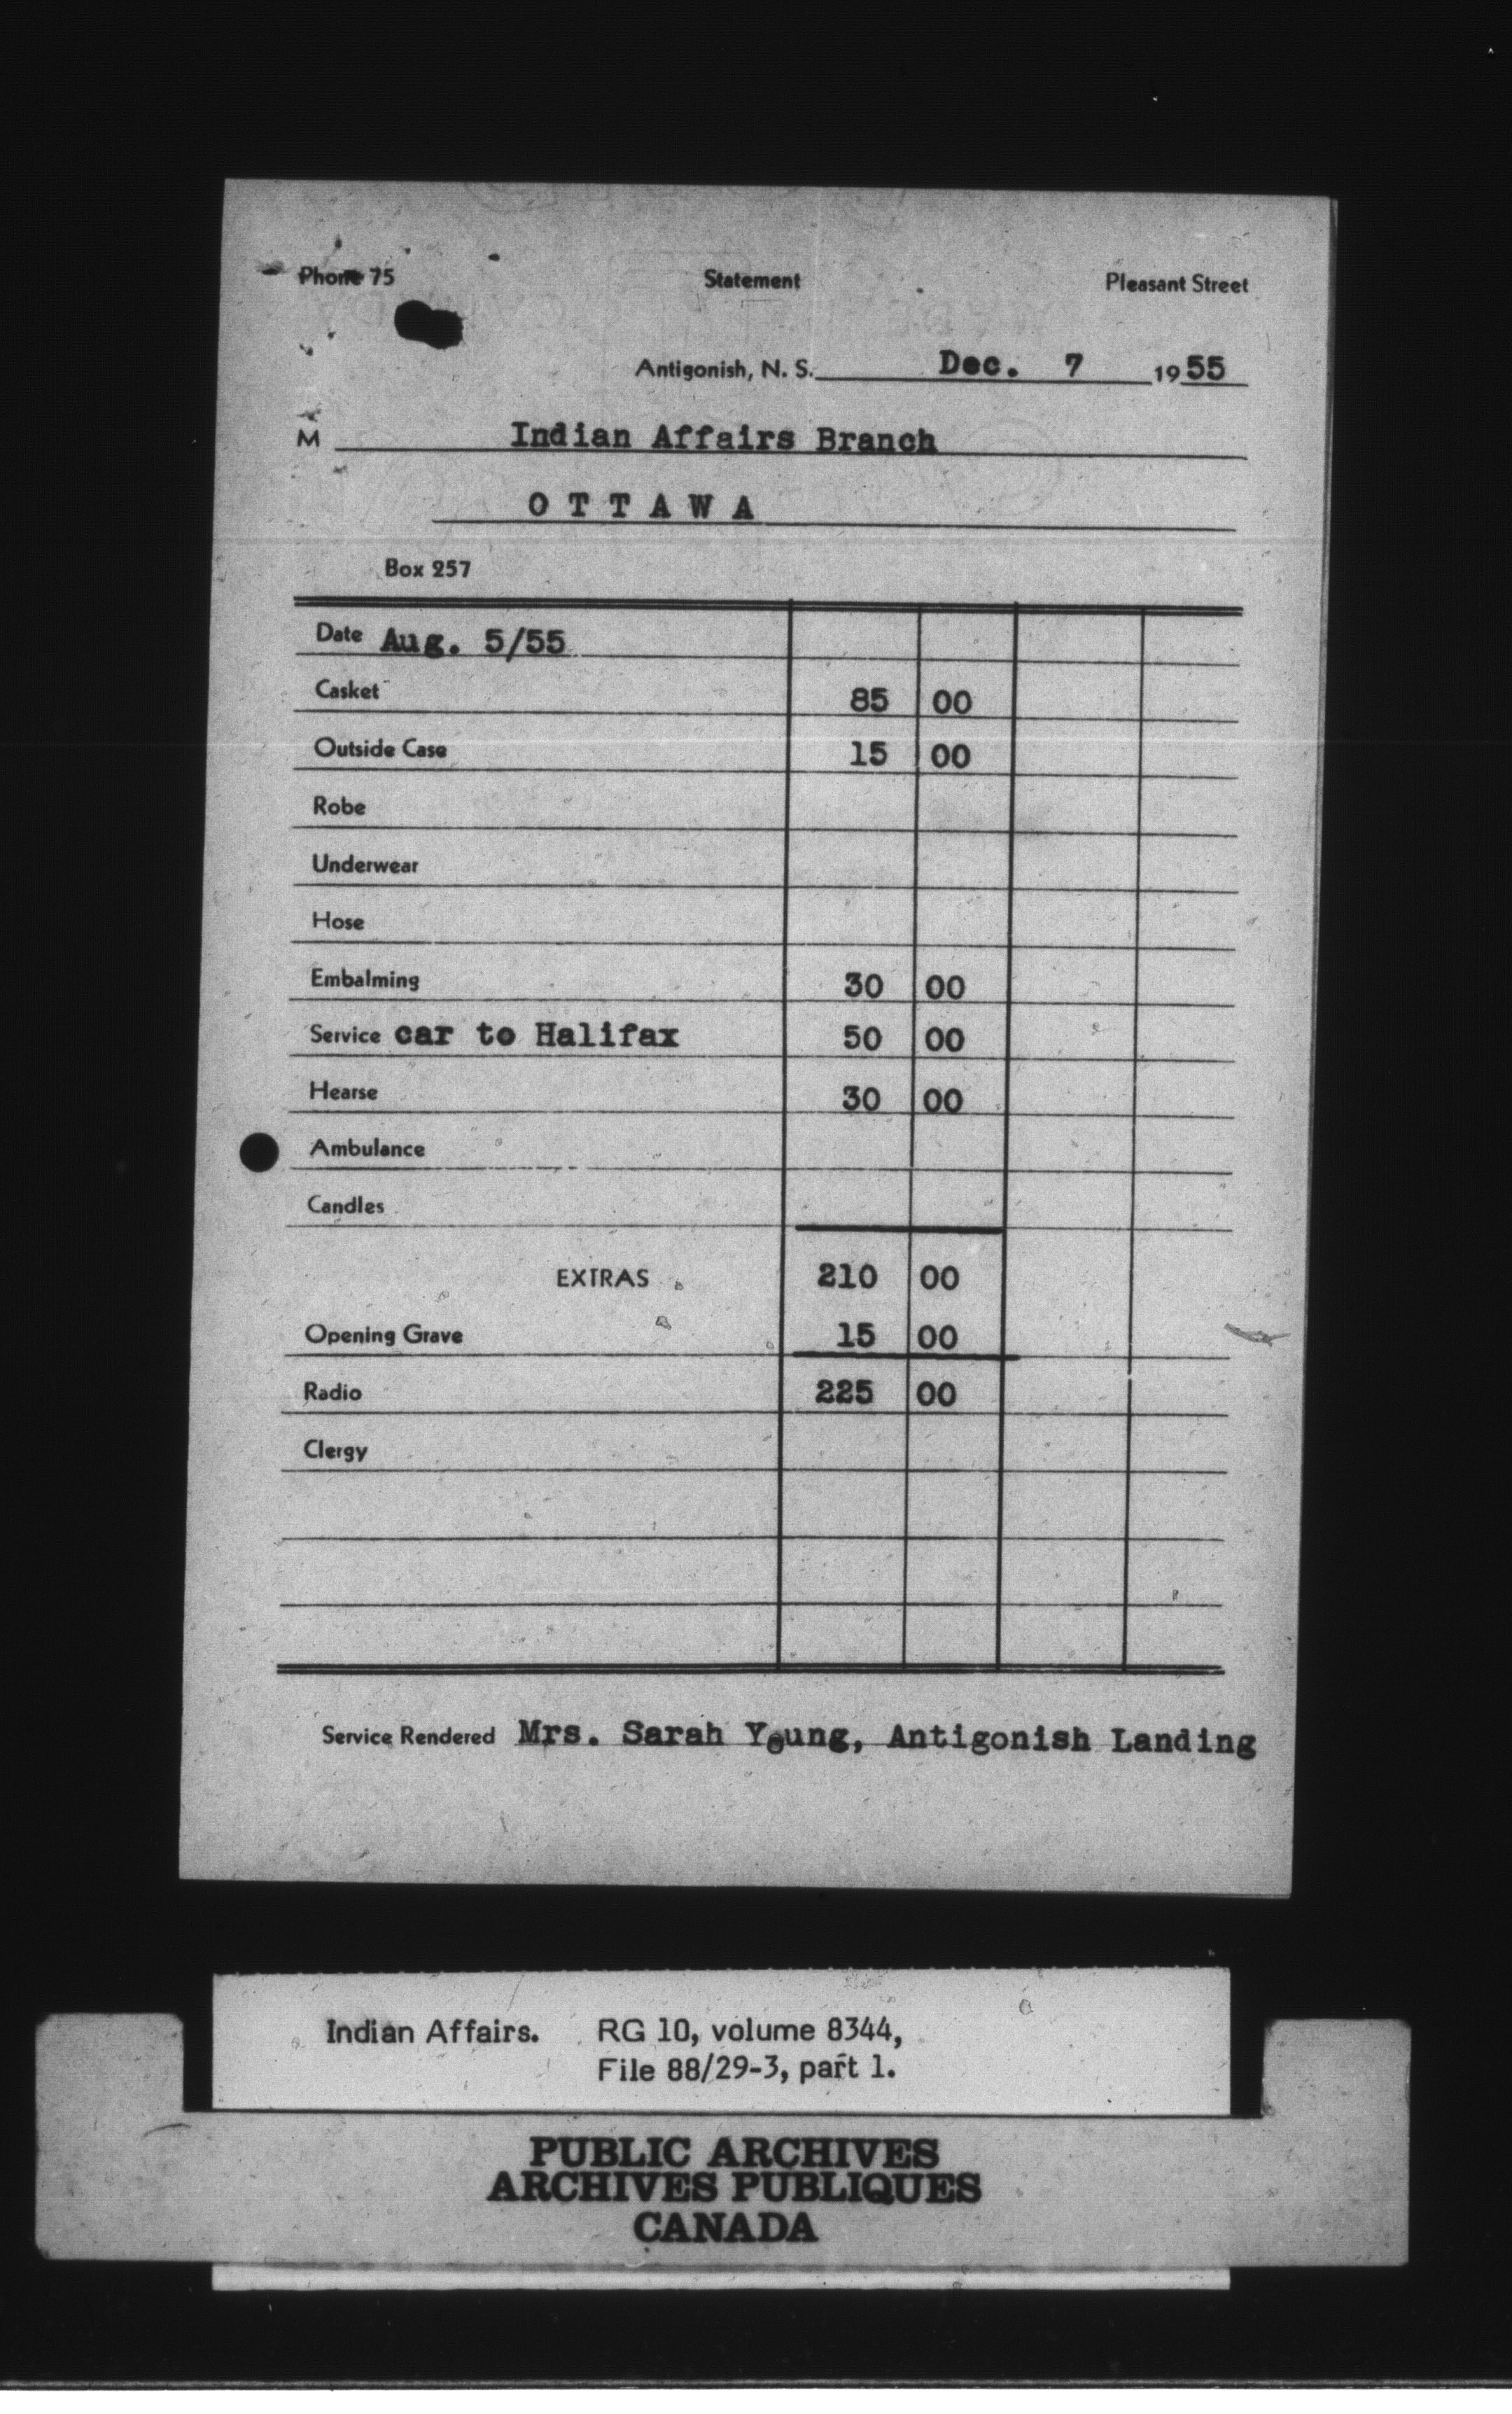 Phone 75 Statement Pleasant Street
Antigonish, N. S. Dec. 7 1955
M Indian Affairs Branch
O T T A W A
Box 257
Date Aug. 5/55
Casket 85 00
Outside Case 15 00
Robe
Underwear
Hose
Embalming 30 00
Service car to Halifax 50 00
Hearse 30 00
Ambulance
Candles
EXTRAS 210 00
Opening Grave 15 00
Radio 225 00
Clergy
Service Rendered Mrs. Sarah Young, Antigonish Landing
Indian Affairs. RG 10, volume 8344,
File 88/29-3, part 1.
PUBLIC ARCHIVES
ARCHIVES PUBLIQUES
CANADA